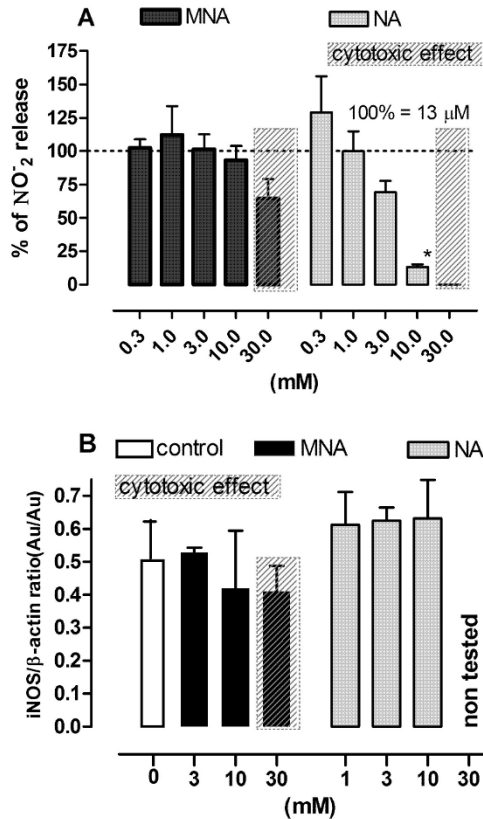 A
MNA
NA
cytotoxic effect
100% = 13 µM
% of NO⁻₂ release
175
150
125
100
75
50
25
0
*
0.3 1.0 3.0 10.0 30.0 0.3 1.0 3.0 10.0 30.0
(mM)
B
control
MNA
NA
cytotoxic effect
iNOS/β-actin ratio(Au/Au)
0.7
0.6
0.5
0.4
0.3
0.2
0.1
0.0
non tested
0 3 10 30 1 3 10 30
(mM)